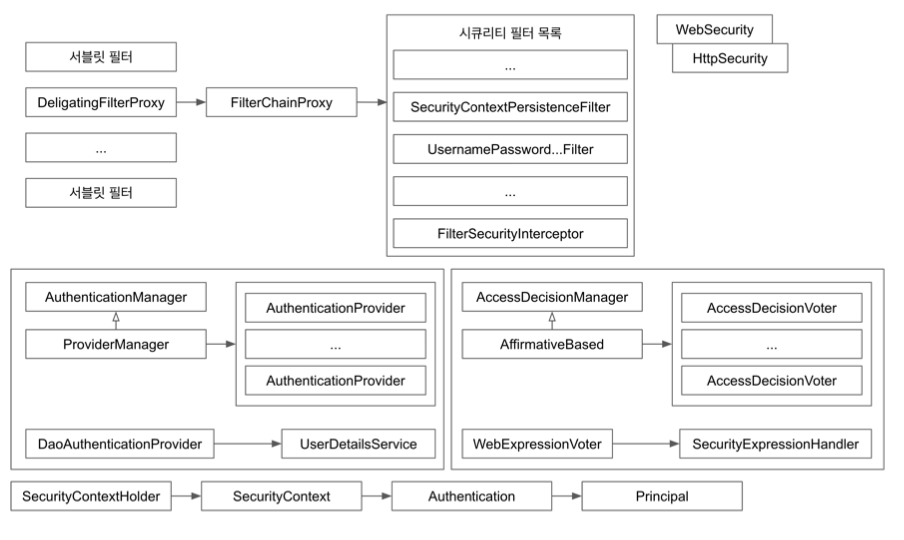 시큐리티 필터 목록
WebSecurity
HttpSecurity
서블릿 필터
...
DeligatingFilterProxy
FilterChainProxy
SecurityContextPersistenceFilter
...
UsernamePassword...Filter
서블릿 필터
...
FilterSecurityInterceptor
AuthenticationManager
AuthenticationProvider
ProviderManager
...
AuthenticationProvider
DaoAuthenticationProvider
UserDetailsService
AccessDecisionManager
AccessDecisionVoter
AffirmativeBased
...
AccessDecisionVoter
WebExpressionVoter
SecurityExpressionHandler
SecurityContextHolder
SecurityContext
Authentication
Principal